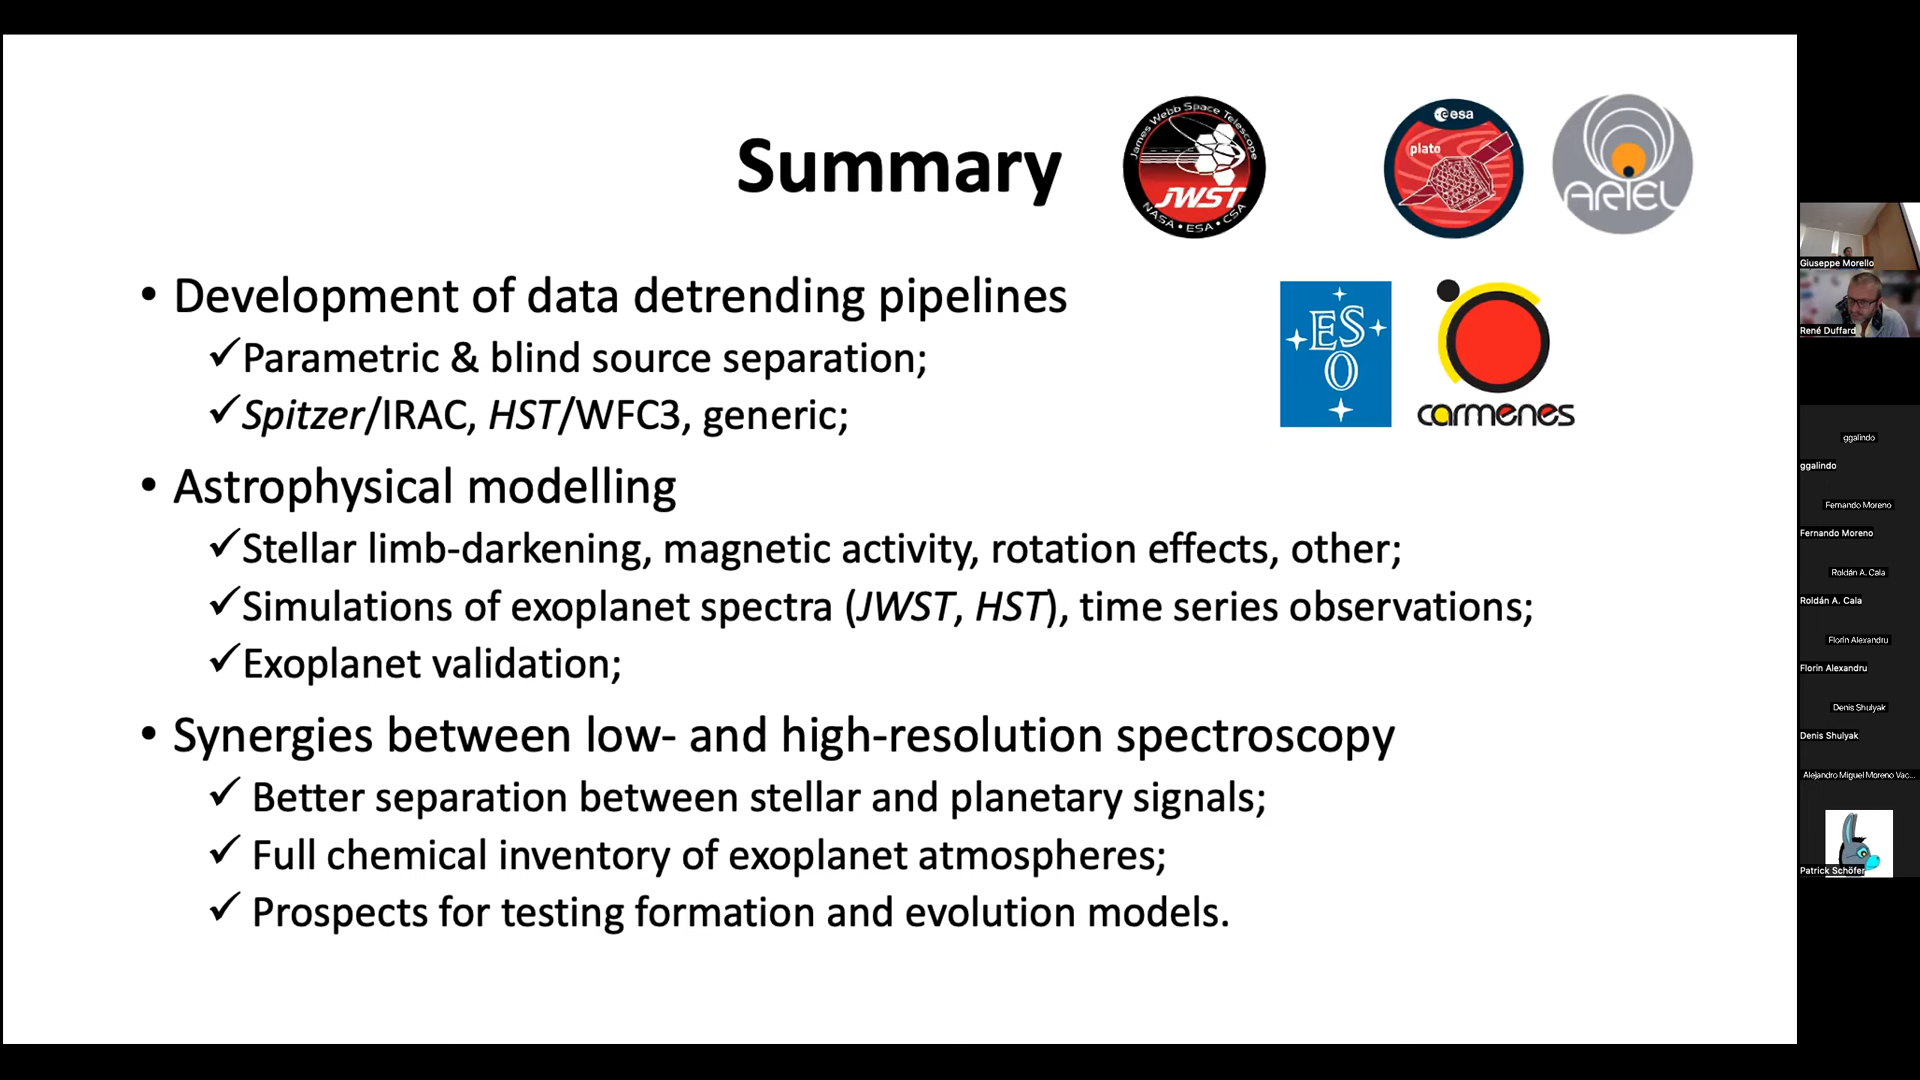 Summary
James Webb Space Telescope
JWST
NASA • ESA • CSA
esa
plato
ARIEL
• Development of data detrending pipelines
✓Parametric & blind source separation;
✓Spitzer/IRAC, HST/WFC3, generic;
ESO
carmenes
• Astrophysical modelling
✓Stellar limb-darkening, magnetic activity, rotation effects, other;
✓Simulations of exoplanet spectra (JWST, HST), time series observations;
✓Exoplanet validation;
• Synergies between low- and high-resolution spectroscopy
✓ Better separation between stellar and planetary signals;
✓ Full chemical inventory of exoplanet atmospheres;
✓ Prospects for testing formation and evolution models.
Giuseppe Morello
René Duffard
ggalindo
ggalindo
Fernando Moreno
Fernando Moreno
Roldán A. Cala
Roldán A. Cala
Florin Alexandru
Florin Alexandru
Denis Shulyak
Denis Shulyak
Alejandro Miguel Moreno Vac...
Patrick Schöfer